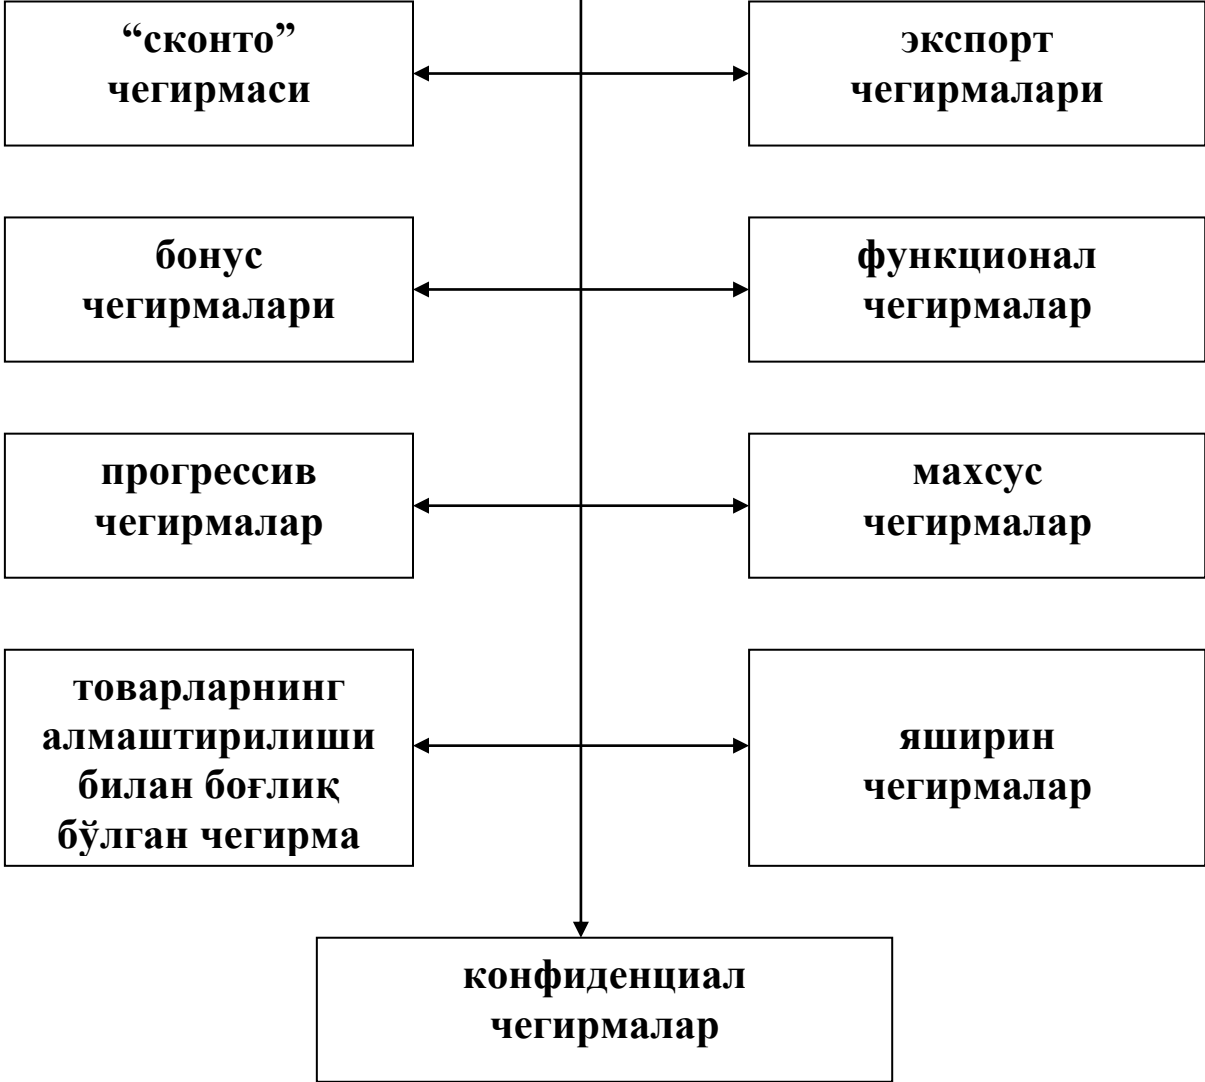 “сконто”
чегирмаси
экспорт
чегирмалари
бонус
чегирмалари
функционал
чегирмалар
прогрессив
чегирмалар
махсус
чегирмалар
товарларнинг
алмаштирилиши
билан боғлиқ
бўлган чегирма
яширин
чегирмалар
конфиденциал
чегирмалар